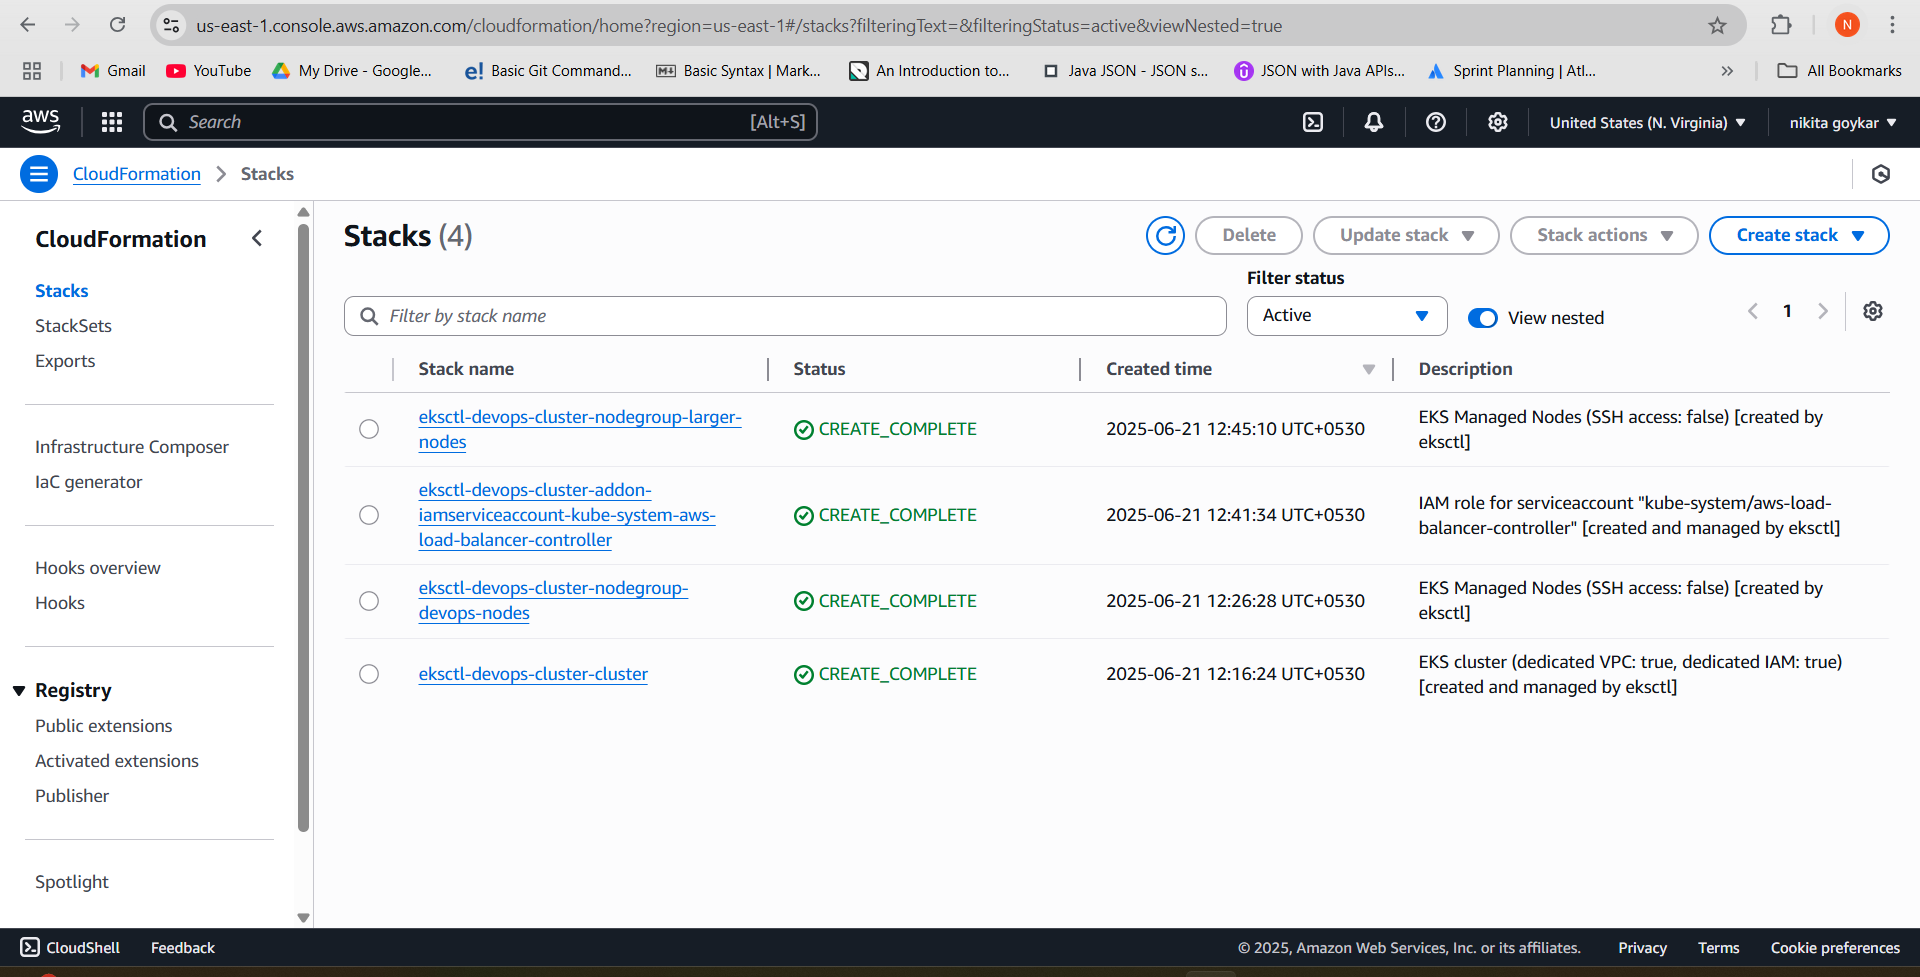 us-east-1.console.aws.amazon.com/cloudformation/home?region=us-east-1#/stacks?filteringText=&filteringStatus=active&viewNested=true
N
Gmail
YouTube
My Drive - Google...
e! Basic Git Command...
M Basic Syntax | Mark...
An Introduction to...
Java JSON - JSON s...
JSON with Java APIs...
Sprint Planning | Atl...
»
All Bookmarks
aws
Search
[Alt+S]
United States (N. Virginia)
nikita goykar
CloudFormation
Stacks
CloudFormation
Stacks
StackSets
Exports
Infrastructure Composer
IaC generator
Hooks overview
Hooks
Registry
Public extensions
Activated extensions
Publisher
Spotlight
Stacks (4)
Delete
Update stack
Stack actions
Create stack
Filter status
Filter by stack name
Active
View nested
1
Stack name
Status
Created time
Description
eksctl-devops-cluster-nodegroup-larger-
nodes
CREATE_COMPLETE
2025-06-21 12:45:10 UTC+0530
EKS Managed Nodes (SSH access: false) [created by
eksctl]
eksctl-devops-cluster-addon-
iamserviceaccount-kube-system-aws-
load-balancer-controller
CREATE_COMPLETE
2025-06-21 12:41:34 UTC+0530
IAM role for serviceaccount "kube-system/aws-load-
balancer-controller" [created and managed by eksctl]
eksctl-devops-cluster-nodegroup-
devops-nodes
CREATE_COMPLETE
2025-06-21 12:26:28 UTC+0530
EKS Managed Nodes (SSH access: false) [created by
eksctl]
eksctl-devops-cluster-cluster
CREATE_COMPLETE
2025-06-21 12:16:24 UTC+0530
EKS cluster (dedicated VPC: true, dedicated IAM: true)
[created and managed by eksctl]
CloudShell
Feedback
© 2025, Amazon Web Services, Inc. or its affiliates.
Privacy
Terms
Cookie preferences